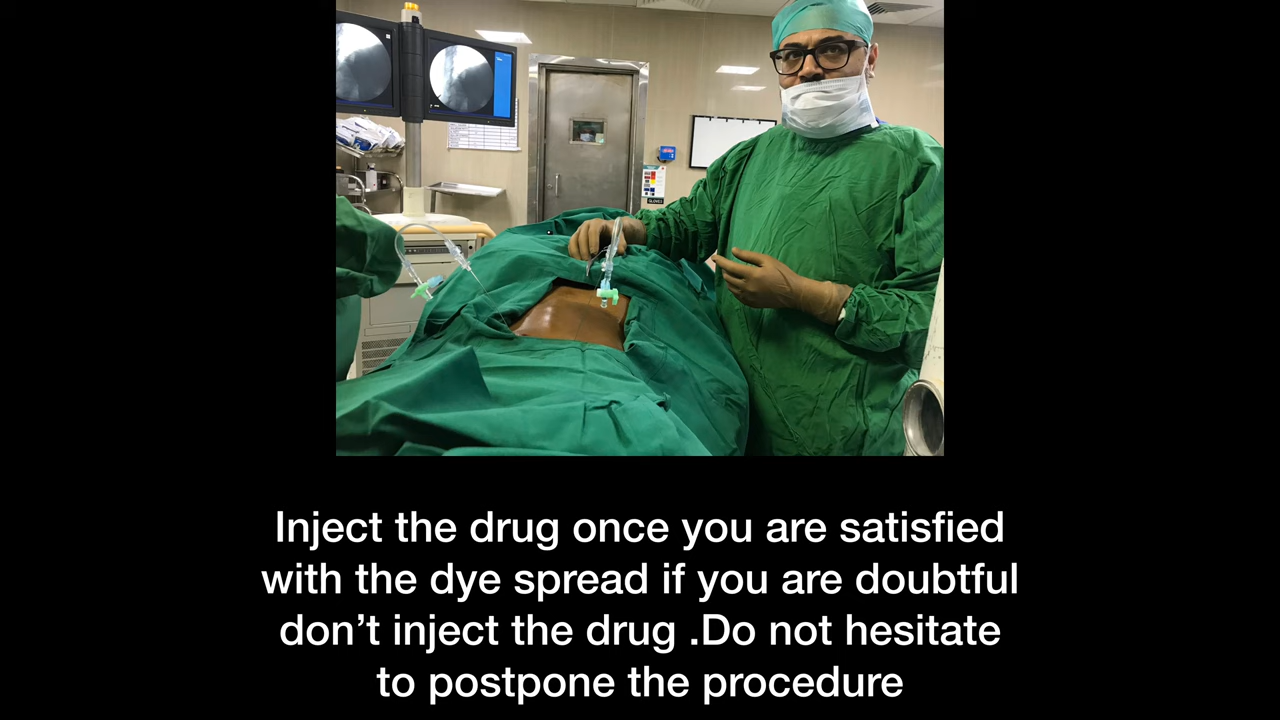 GLOVES
Inject the drug once you are satisfied
with the dye spread if you are doubtful
don’t inject the drug .Do not hesitate
to postpone the procedure